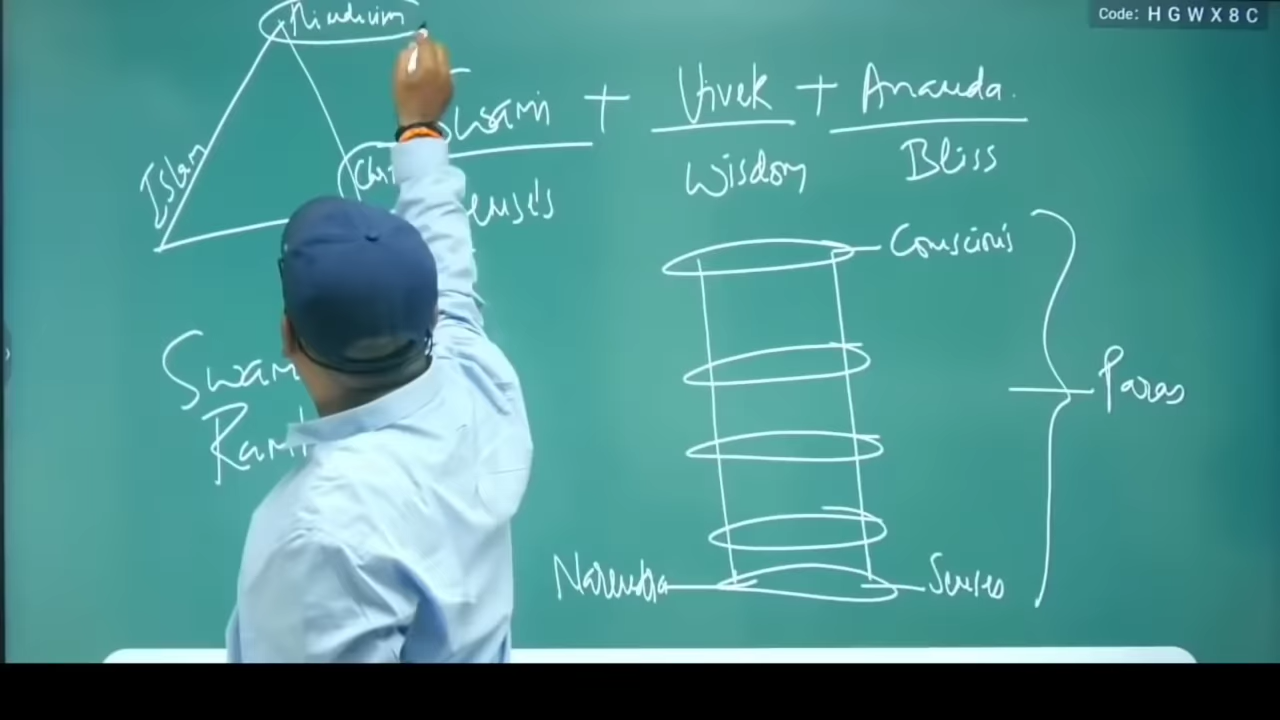 Code: H G W X 8 C
Hinduism
Swami + Vivek + Ananda.
Islam
Wisdom
Bliss
Conscious
Paras
Narendra
Senses